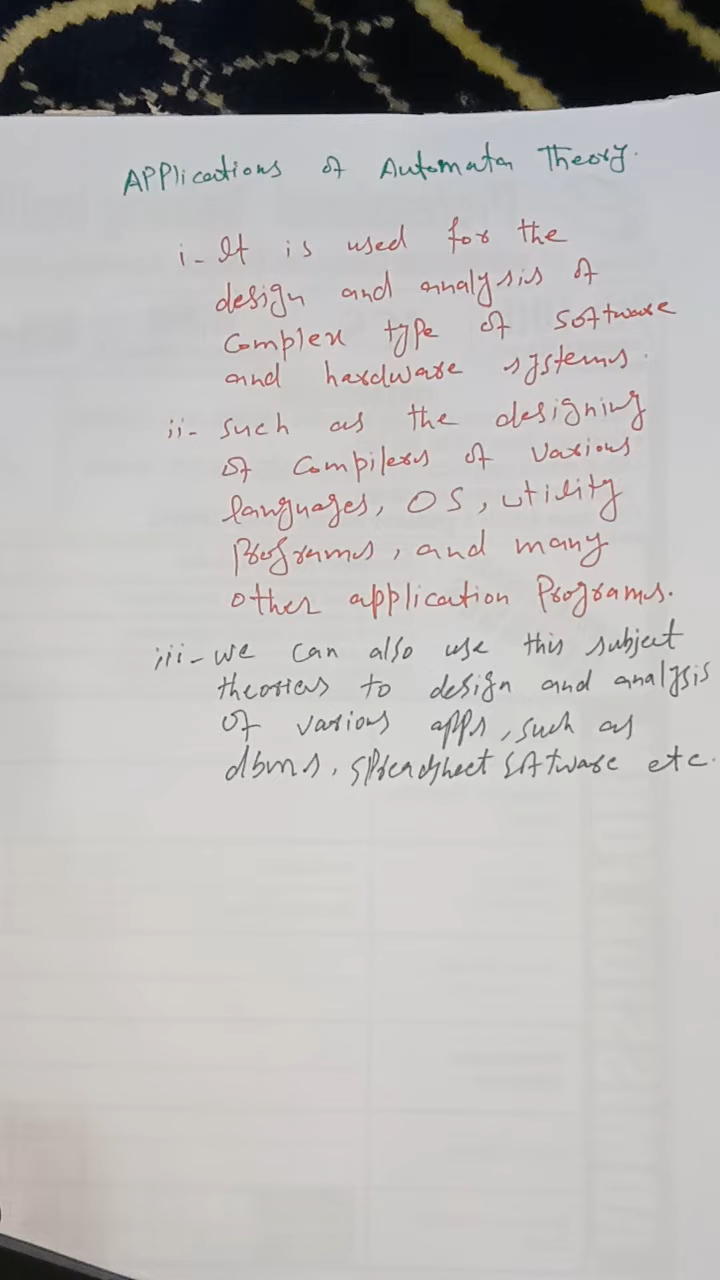 Applications of Automata Theory.
i- It is used for the
design and analysis of
complex type of software
and hardware systems.
ii- such as the designing
of compilers of various
languages, OS, utility
programs, and many
other application programs.
iii- we can also use this subject
theories to design and analysis
of various apps, such as
dbms, spreadsheet software etc.